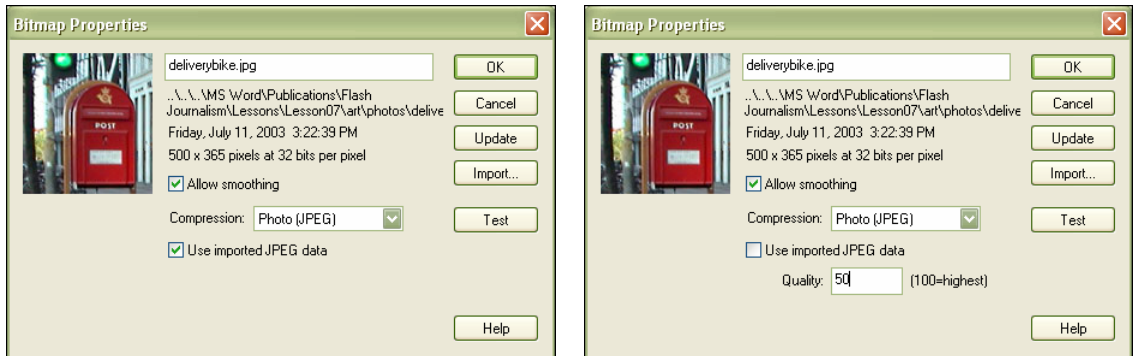 Bitmap Properties
deliverybike.jpg
OK
..\..\..\MS Word\Publications\Flash
Journalism\Lessons\Lesson07\art\photos\delive
Cancel
Friday, July 11, 2003 3:22:39 PM
Update
500 x 365 pixels at 32 bits per pixel
Import...
Allow smoothing
Compression: Photo (JPEG)
Test
Use imported JPEG data
Help
POST
Bitmap Properties
deliverybike.jpg
OK
..\..\..\MS Word\Publications\Flash
Journalism\Lessons\Lesson07\art\photos\delive
Cancel
Friday, July 11, 2003 3:22:39 PM
Update
500 x 365 pixels at 32 bits per pixel
Import...
Allow smoothing
Compression: Photo (JPEG)
Test
Use imported JPEG data
Quality: 50 (100=highest)
Help
POST